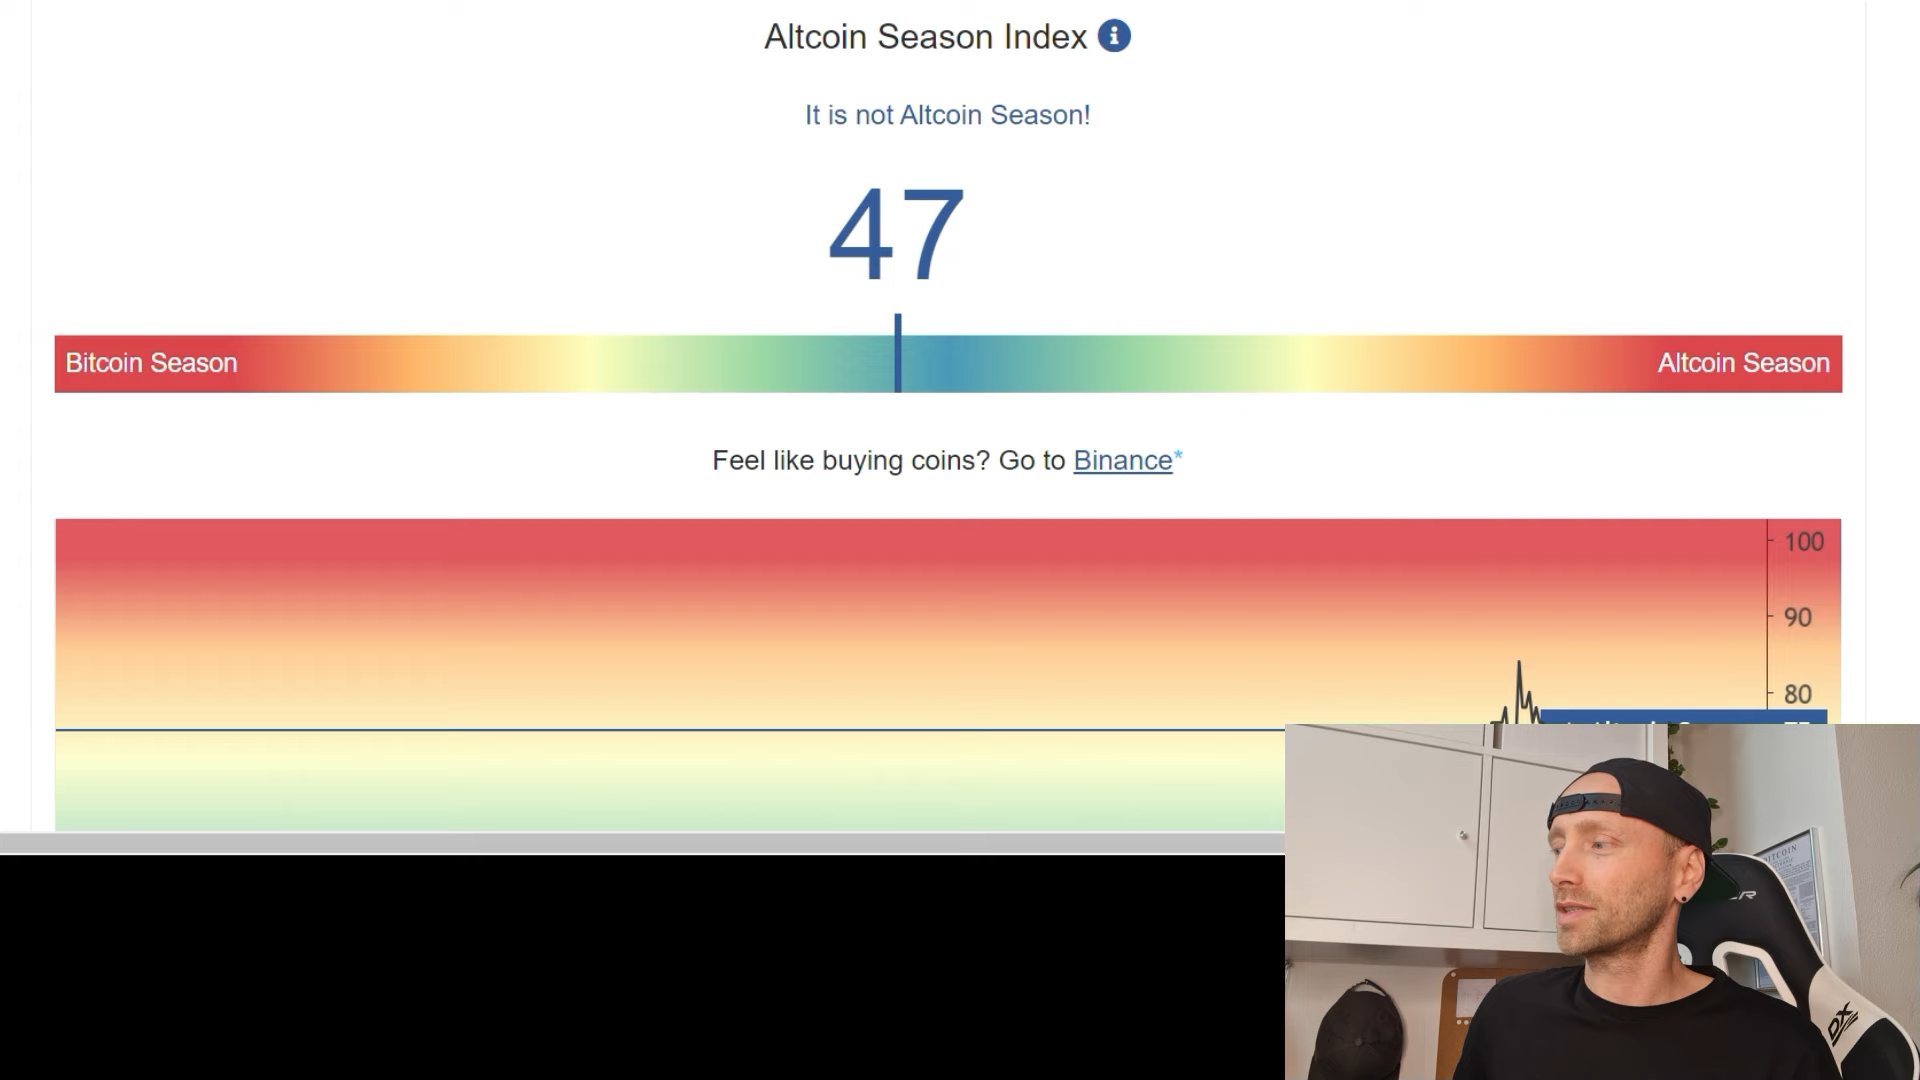 Altcoin Season Index
It is not Altcoin Season!
47
Bitcoin Season
Altcoin Season
Feel like buying coins? Go to Binance*
100
90
80
BITCOIN